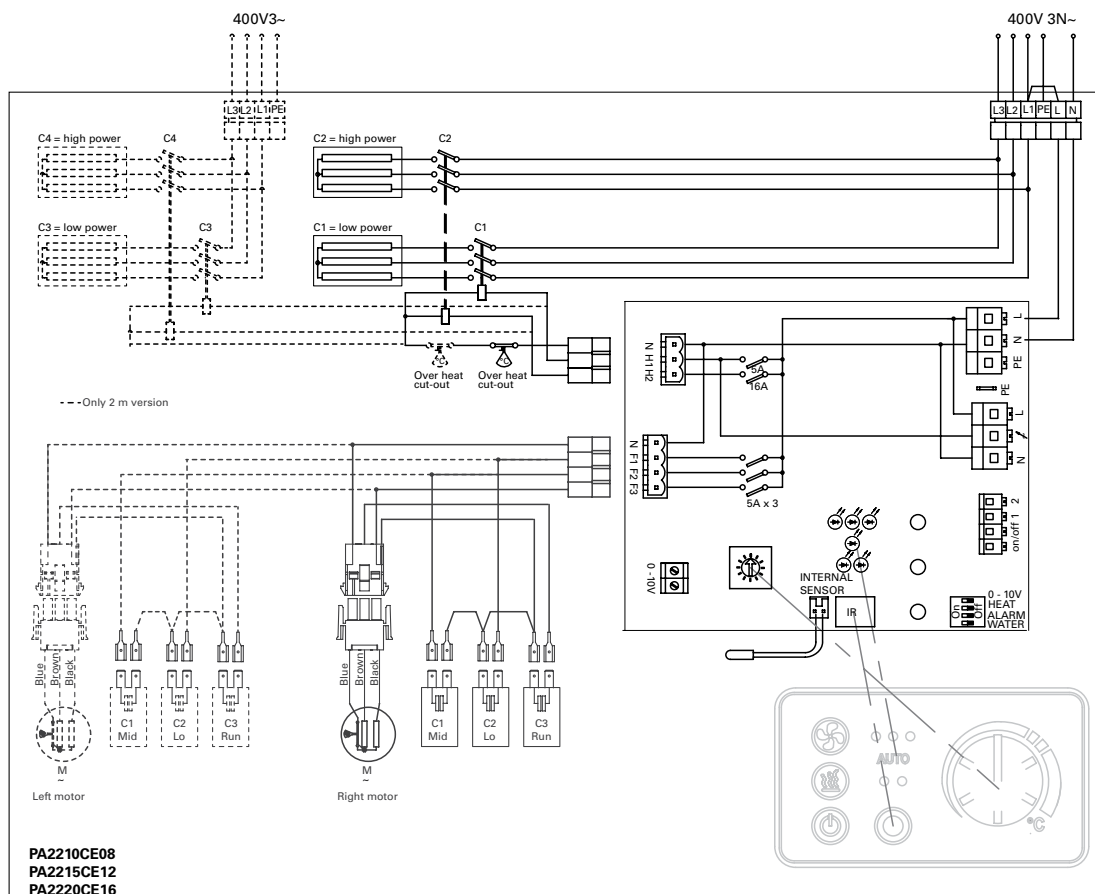 400V3~
400V 3N~
L3 L2 L1 PE
L3 L2 L1 PE L N
C4 = high power
C4
C2 = high power
C2
C3 = low power
C3
C1 = low power
C1
°C
°C
Over heat
cut-out
Over heat
cut-out
- - - Only 2 m version
N H1 H2
5A
16A
L
N
PE
PE
L
N
N F1 F2 F3
5A x 3
on/off 1 2
0 - 10V
INTERNAL
SENSOR
IR
On
Off
0 - 10V
HEAT
ALARM
WATER
Blue
Brown
Black
C1
Mid
C2
Lo
C3
Run
M
~
Left motor
Blue
Brown
Black
C1
Mid
C2
Lo
C3
Run
M
~
Right motor
AUTO
°C
PA2210CE08
PA2215CE12
PA2220CE16